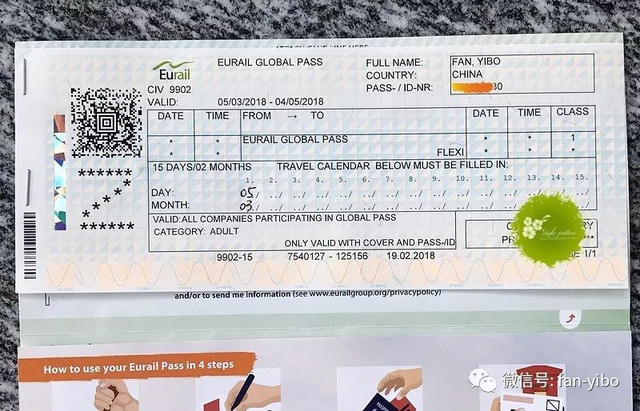 Eurail
EURAIL GLOBAL PASS
FULL NAME: FAN, YIBO
COUNTRY: CHINA
PASS- / ID-NR:
CIV 9902
VALID: 05/03/2018 - 04/05/2018
DATE TIME FROM → TO DATE TIME CLASS
EURAIL GLOBAL PASS 1
FLEXI
15 DAYS/02 MONTHS TRAVEL CALENDAR BELOW MUST BE FILLED IN:
1. 2. 3. 4. 5. 6. 7. 8. 9. 10. 11. 12. 13. 14. 15.
DAY: 05
MONTH: 03
VALID:ALL COMPANIES PARTICIPATING IN GLOBAL PASS
CATEGORY: ADULT
ONLY VALID WITH COVER AND PASS-/ID
9902-15 7540127 - 125156 19.02.2018 1/1
and/or to send me information (see www.eurailgroup.org/privacypolicy)
How to use your Eurail Pass in 4 steps
微信号: fan-yibo